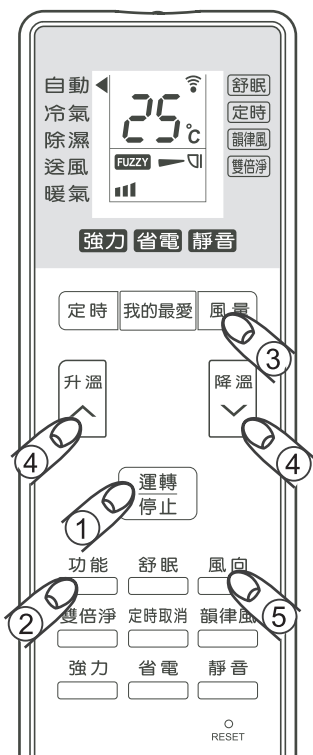 自動 舒眠
25℃
冷氣 定時
除濕 韻律風
送風 FUZZY 雙倍淨
暖氣
強力 省電 靜音
定時 我的最愛 風量
③
升溫 降溫
④ ④
運轉
停止
①
功能 舒眠 風向
② ⑤
雙倍淨 定時取消 韻律風
強力 省電 靜音
RESET